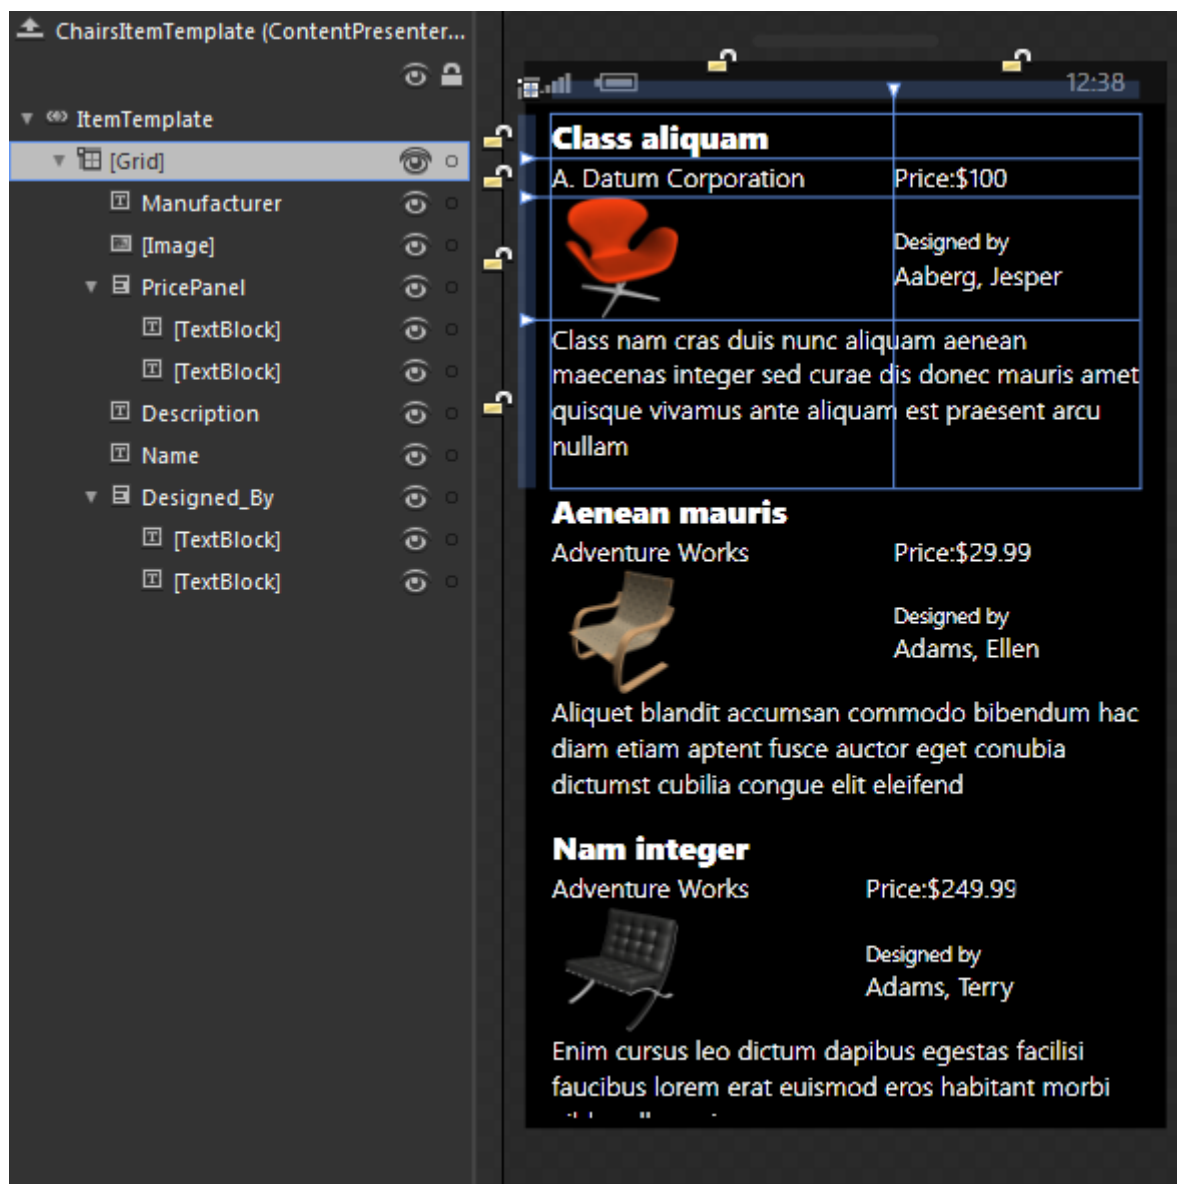 ChairsItemTemplate (ContentPresenter...
ItemTemplate
[Grid]
Manufacturer
[Image]
PricePanel
[TextBlock]
[TextBlock]
Description
Name
Designed_By
[TextBlock]
[TextBlock]
12:38
Class aliquam
A. Datum Corporation Price:$100
Designed by
Aaberg, Jesper
Class nam cras duis nunc aliquam aenean
maecenas integer sed curae dis donec mauris amet
quisque vivamus ante aliquam est praesent arcu
nullam
Aenean mauris
Adventure Works Price:$29.99
Designed by
Adams, Ellen
Aliquet blandit accumsan commodo bibendum hac
diam etiam aptent fusce auctor eget conubia
dictumst cubilia congue elit eleifend
Nam integer
Adventure Works Price:$249.99
Designed by
Adams, Terry
Enim cursus leo dictum dapibus egestas facilisi
faucibus lorem erat euismod eros habitant morbi